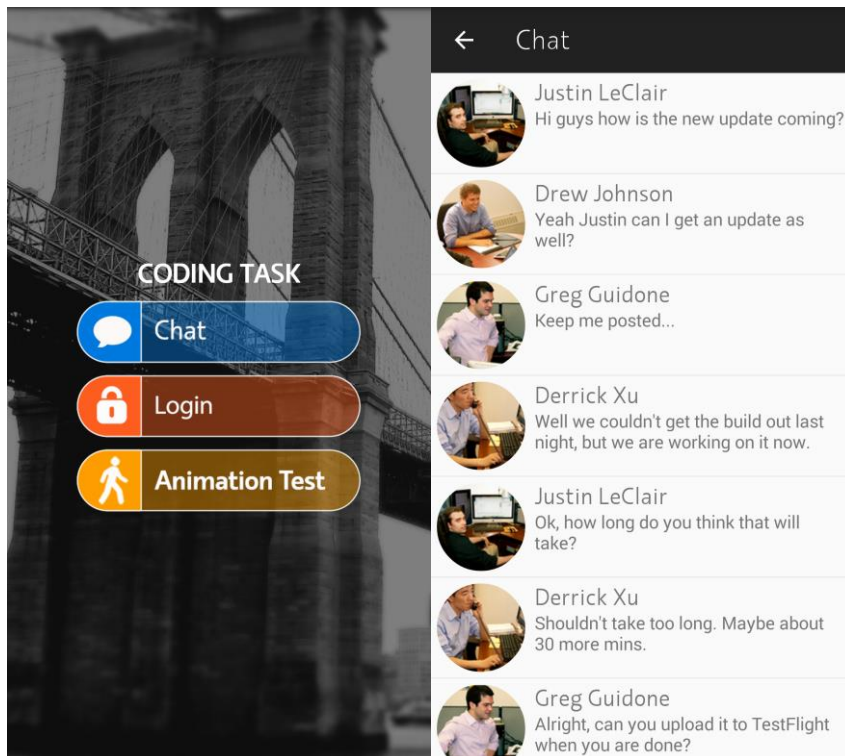 CODING TASK
Chat
Login
Animation Test
Chat
Justin LeClair
Hi guys how is the new update coming?
Drew Johnson
Yeah Justin can I get an update as
well?
Greg Guidone
Keep me posted...
Derrick Xu
Well we couldn't get the build out last
night, but we are working on it now.
Justin LeClair
Ok, how long do you think that will
take?
Derrick Xu
Shouldn't take too long. Maybe about
30 more mins.
Greg Guidone
Alright, can you upload it to TestFlight
when you are done?